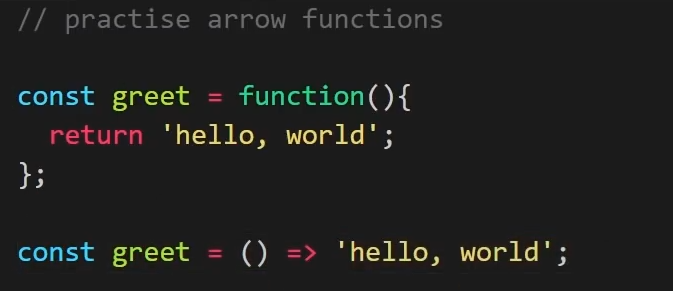 // practise arrow functions
const greet = function(){
  return 'hello, world';
};
const greet = () => 'hello, world';